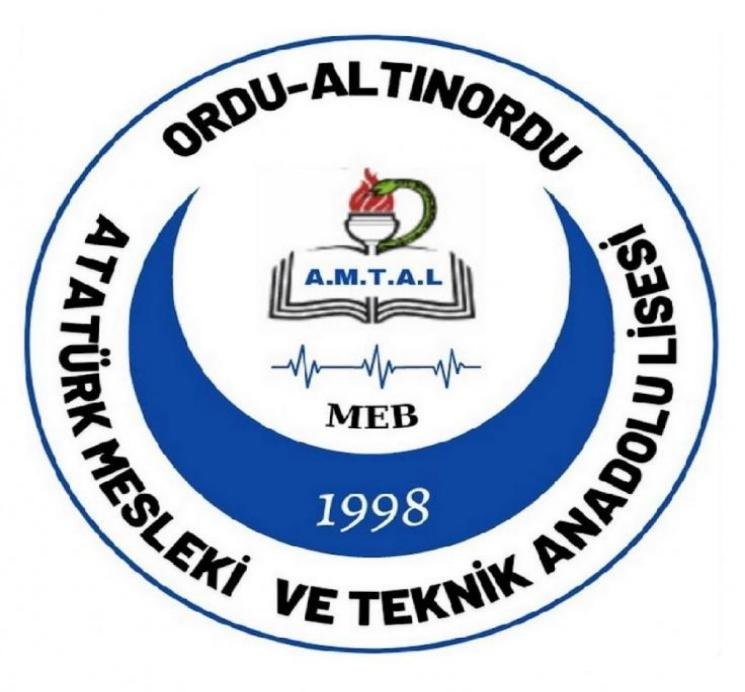 ORDU-ALTINORDU
A.M.T.A.L
MEB
1998
ATATÜRK MESLEKİ VE TEKNİK ANADOLU LİSESİ